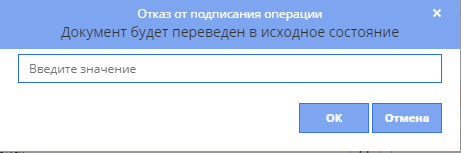 Отказ от подписания операции
×
Документ будет переведен в исходное состояние
Введите значение
ОК
Отмена